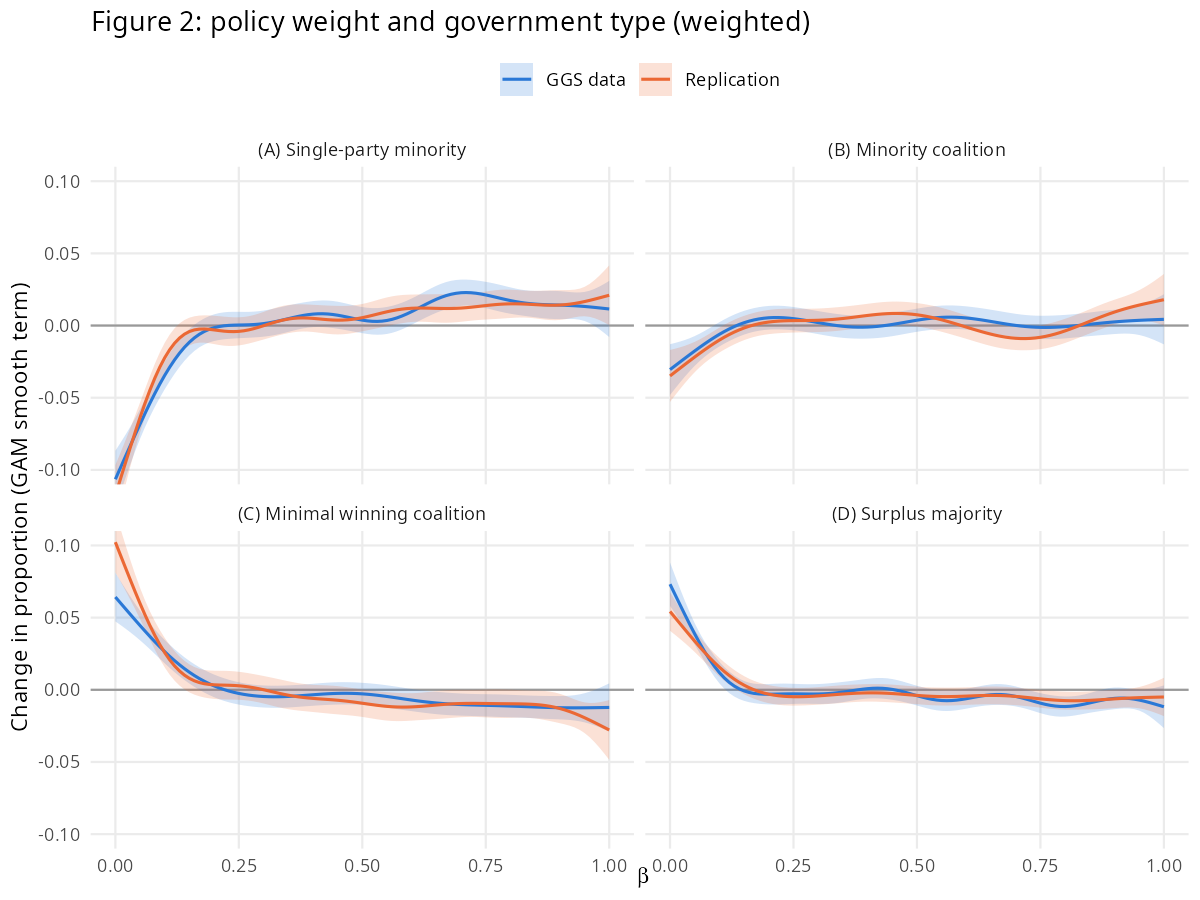 Figure 2: policy weight and government type (weighted)
GGS data
Replication
(A) Single-party minority
(B) Minority coalition
0.10
0.05
0.00
-0.05
-0.10
(C) Minimal winning coalition
(D) Surplus majority
0.10
0.05
0.00
-0.05
-0.10
0.00 0.25 0.50 0.75 1.00
0.00 0.25 0.50 0.75 1.00
β
Change in proportion (GAM smooth term)